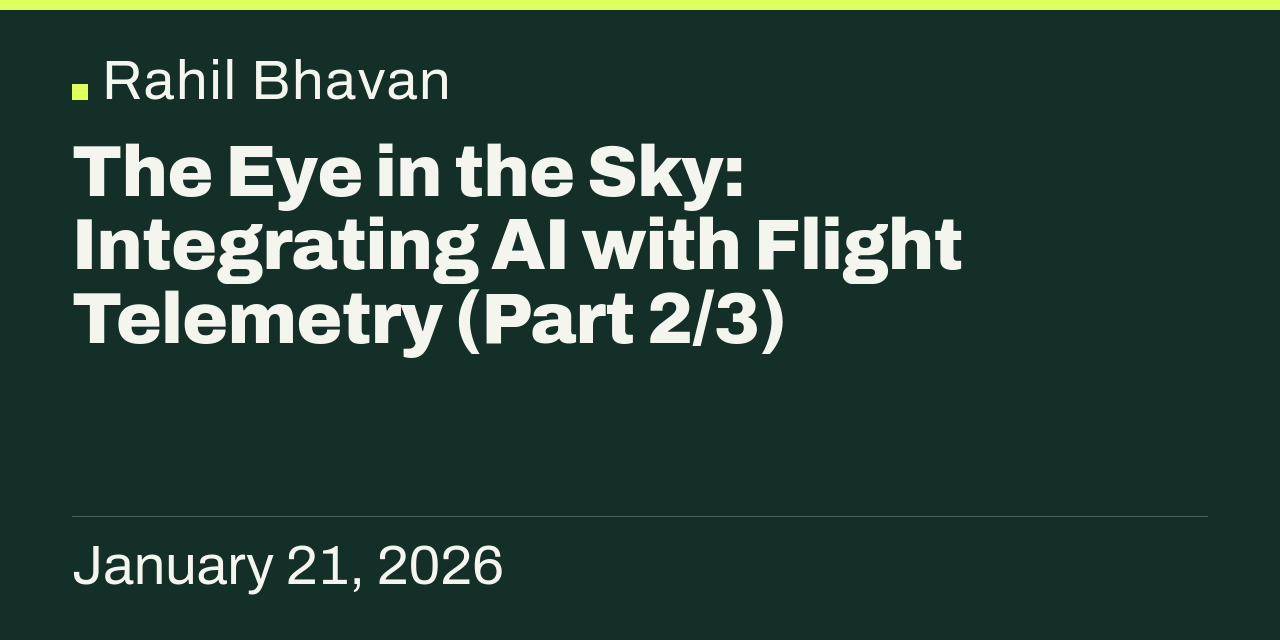 Rahil Bhavan
The Eye in the Sky:
Integrating AI with Flight
Telemetry (Part 2/3)
January 21, 2026